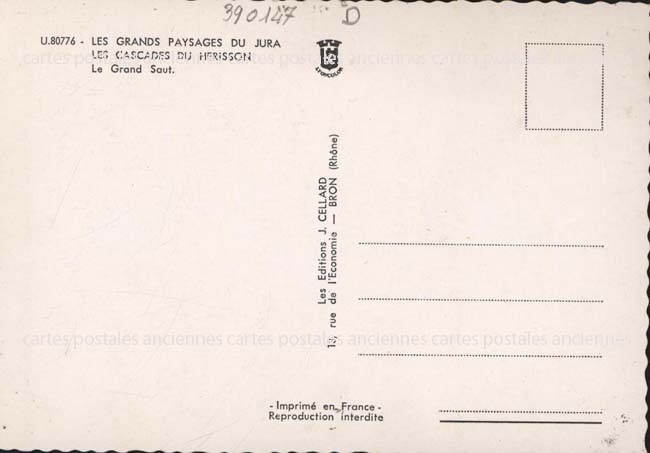 390147 D
U.80776 - LES GRANDS PAYSAGES DU JURA
LES CASCADES DU HERISSON
Le Grand Saut.
cartes postales anciennes cartes postales anciennes cartes postales anciennes
LYONCOLOR
Les Editions J. CELLARD
rue de l'Economie — BRON (Rhône)
cartes postales anciennes cartes postales anciennes cartes postales anciennes
- Imprimé en France -
Reproduction interdite